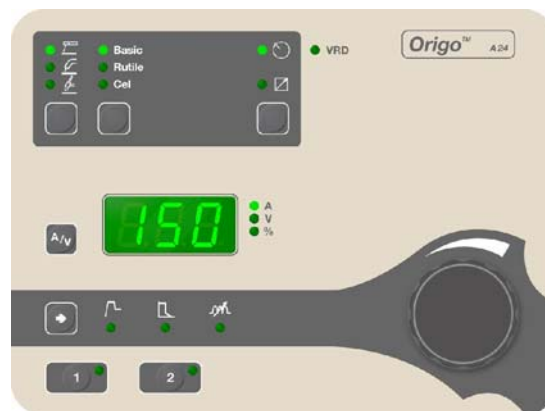 Basic
Rutile
Cel
VRD
Origo™ A24
150
A
V
%
A/V
1
2